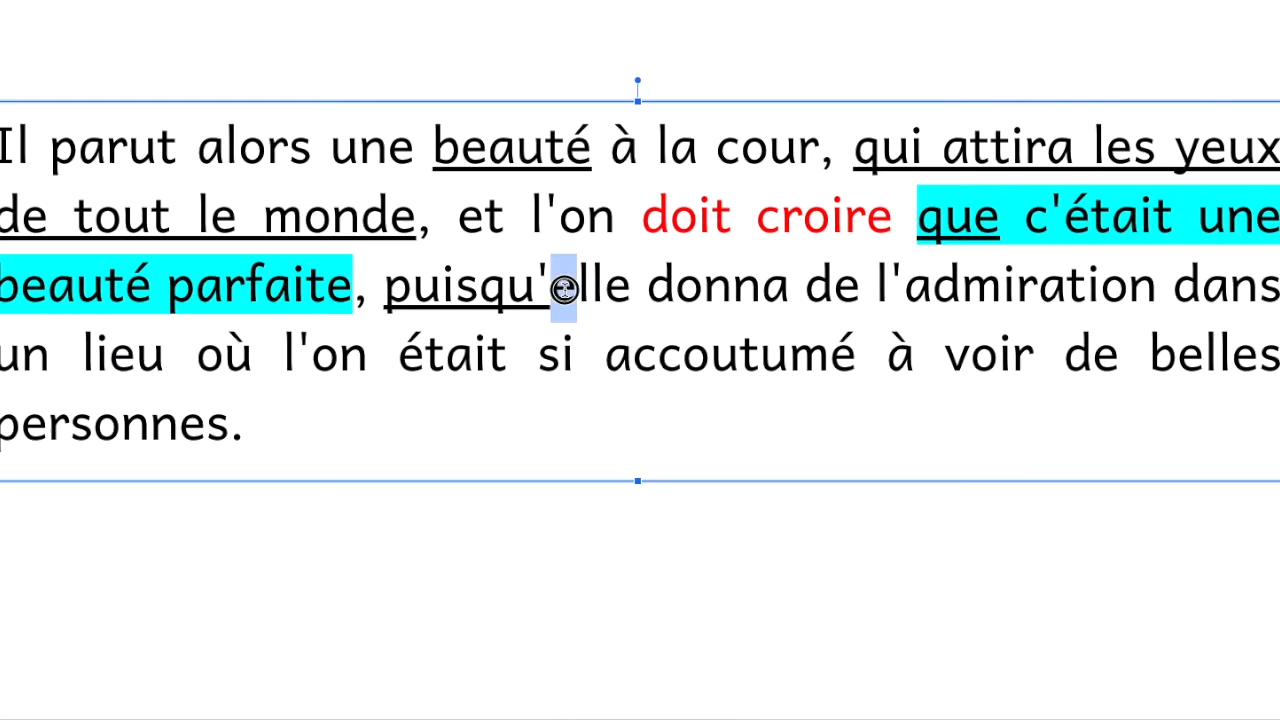 Il parut alors une beauté à la cour, qui attira les yeux
de tout le monde, et l'on doit croire que c'était une
beauté parfaite, puisqu'elle donna de l'admiration dans
un lieu où l'on était si accoutumé à voir de belles
personnes.